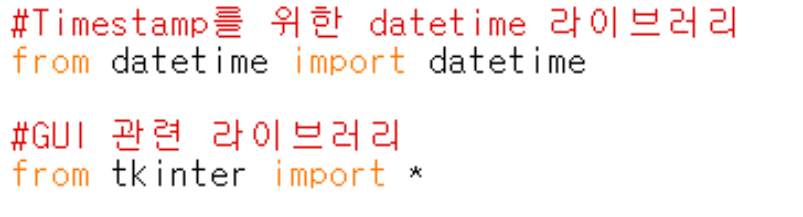 #Timestamp를 위한 datetime 라이브러리
from datetime import datetime
#GUI 관련 라이브러리
from tkinter import *